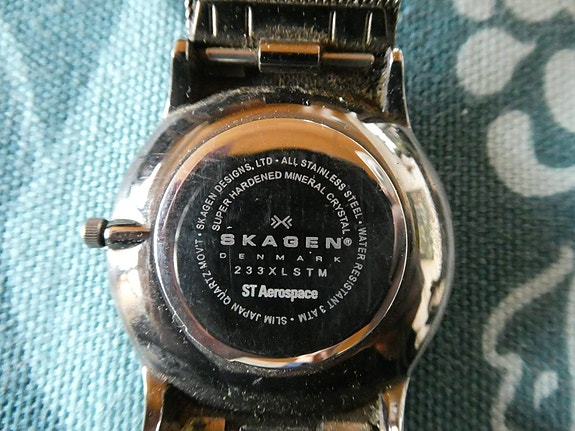 SKAGEN DESIGNS, LTD • ALL STAINLESS STEEL • WATER RESISTANT 3 ATM • SLIM JAPAN QUARTZ MOV'T •
SUPER HARDENED MINERAL CRYSTAL
SKAGEN®
DENMARK
233XLSTM
ST Aerospace